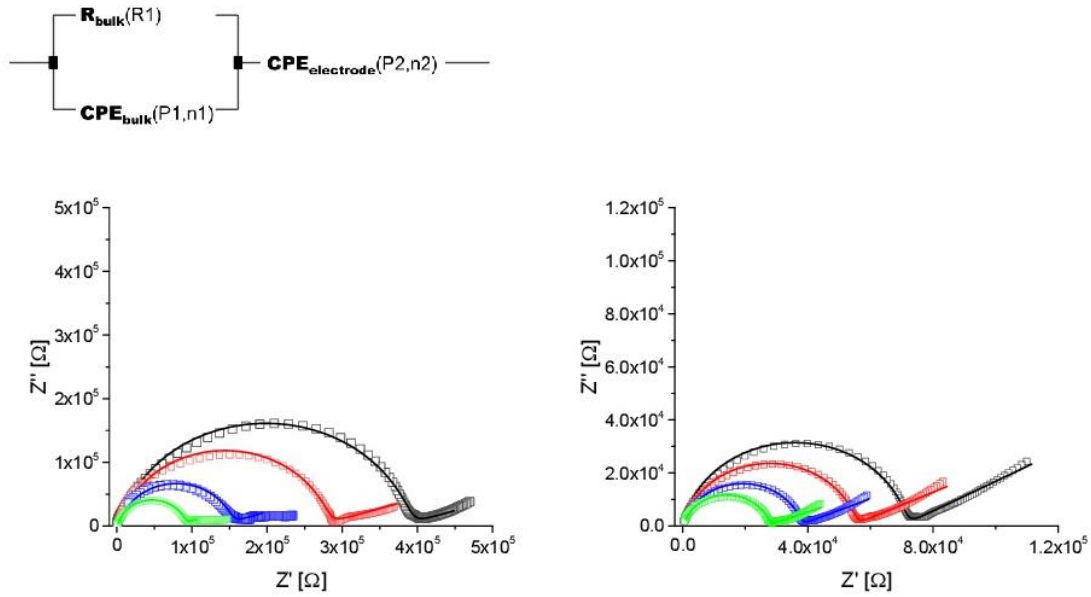 R_bulk(R1)
CPE_electrode(P2,n2)
CPE_bulk(P1,n1)
5x10^5
4x10^5
3x10^5
2x10^5
1x10^5
0
Z'' [Ω]
0 1x10^5 2x10^5 3x10^5 4x10^5 5x10^5
Z' [Ω]
1.2x10^5
1.0x10^5
8.0x10^4
6.0x10^4
4.0x10^4
2.0x10^4
0.0
Z'' [Ω]
0.0 4.0x10^4 8.0x10^4 1.2x10^5
Z' [Ω]